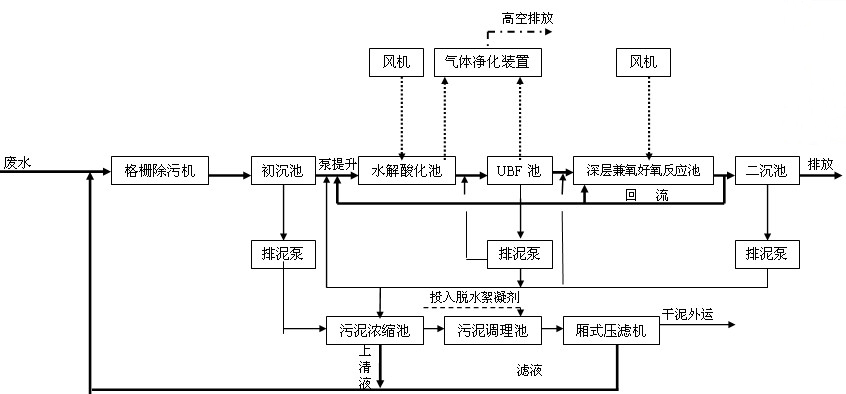 高空排放
风机
气体净化装置
风机
废水
格栅除污机
初沉池
泵提升
水解酸化池
UBF 池
深层兼氧好氧反应池
二沉池
排放
回 流
排泥泵
排泥泵
排泥泵
投入脱水絮凝剂
污泥浓缩池
污泥调理池
厢式压滤机
干泥外运
上
清
液
滤液